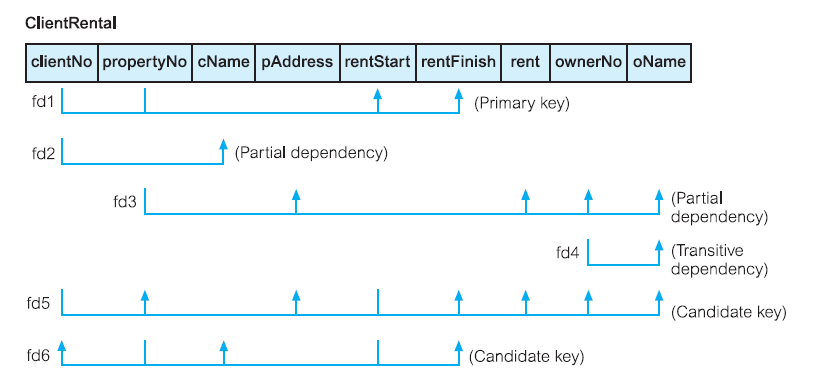 ClientRental
clientNo propertyNo cName pAddress rentStart rentFinish rent ownerNo oName
fd1 (Primary key)
fd2 (Partial dependency)
fd3 (Partial
dependency)
fd4 (Transitive
dependency)
fd5 (Candidate key)
fd6 (Candidate key)